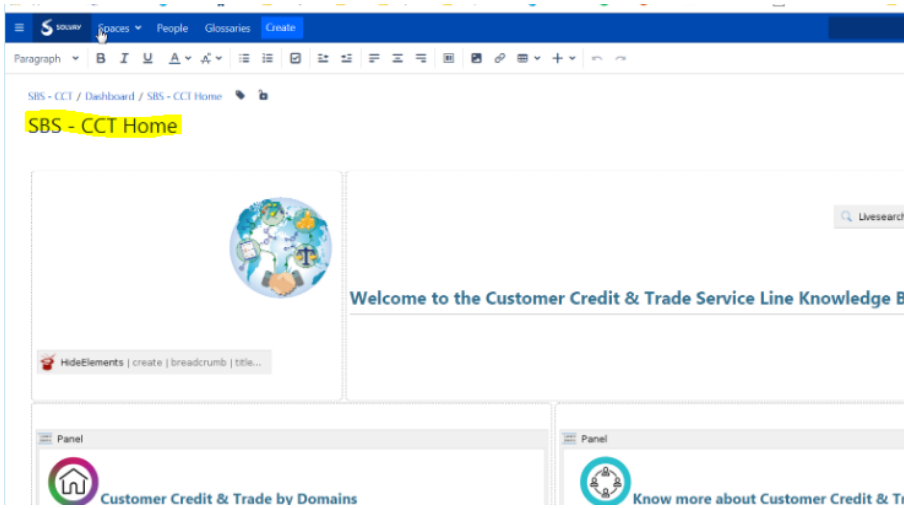 SOLVAY Spaces People Glossaries Create
Paragraph B I U A
SBS - CCT / Dashboard / SBS - CCT Home
SBS - CCT Home
Livesearch
Welcome to the Customer Credit & Trade Service Line Knowledge B
HideElements | create | breadcrumb | title...
Panel
Panel
Customer Credit & Trade by Domains
Know more about Customer Credit & Tr